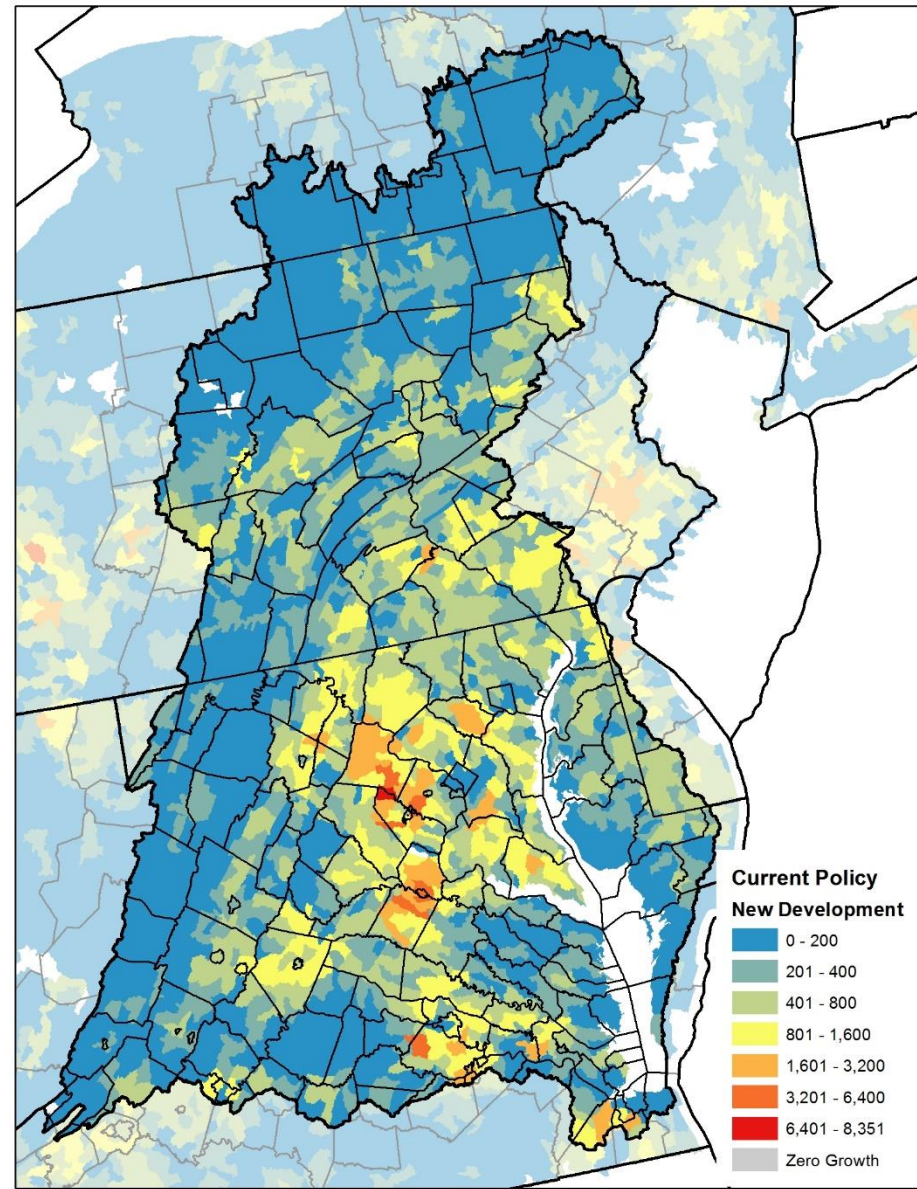 Current Policy
New Development
0 - 200
201 - 400
401 - 800
801 - 1,600
1,601 - 3,200
3,201 - 6,400
6,401 - 8,351
Zero Growth